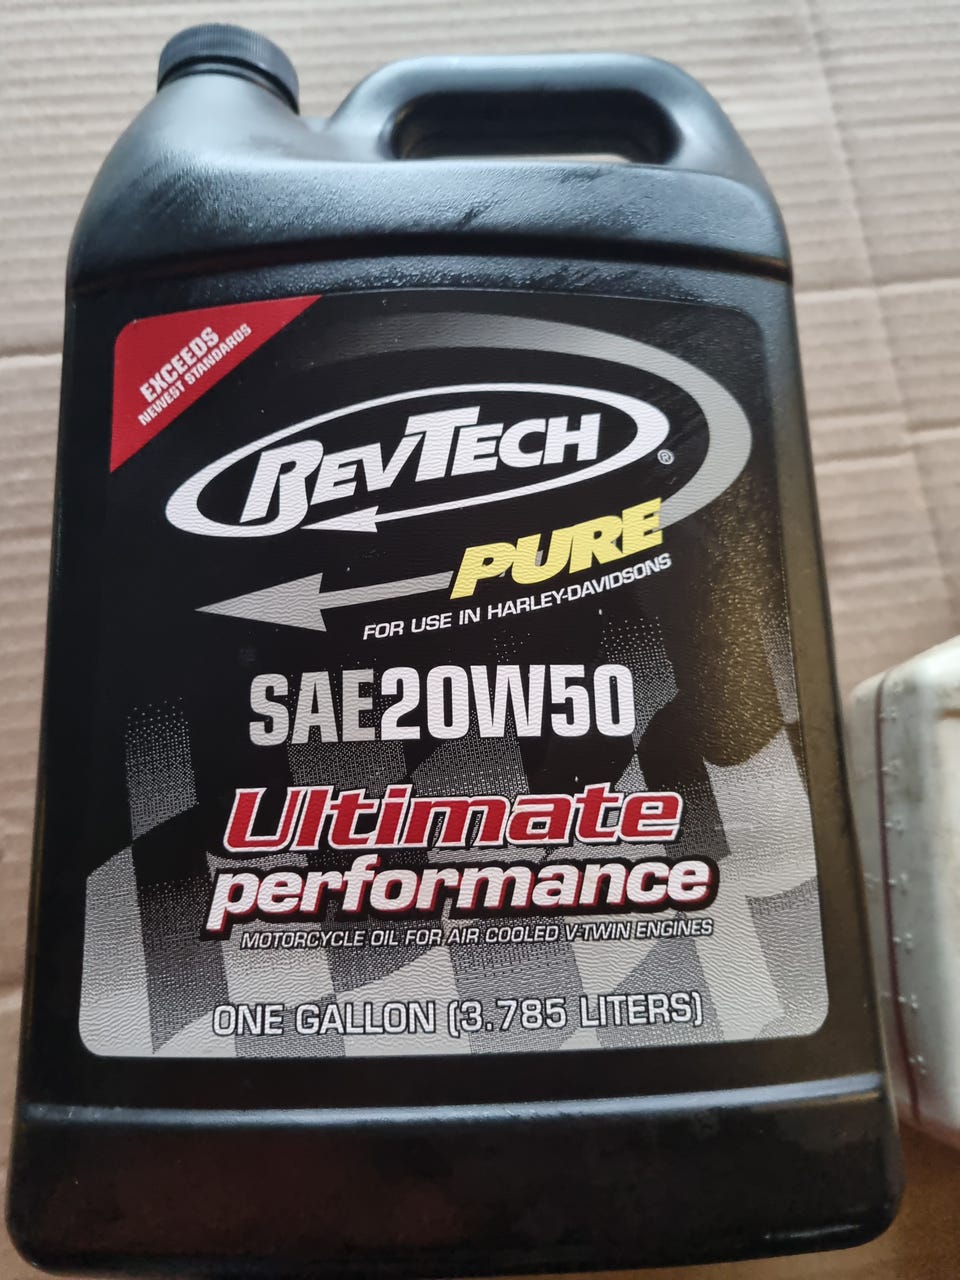 EXCEEDS
NEWEST STANDARDS
REVTECH®
PURE
FOR USE IN HARLEY-DAVIDSONS
SAE20W50
Ultimate
performance
MOTORCYCLE OIL FOR AIR COOLED V-TWIN ENGINES
ONE GALLON (3.785 LITERS)